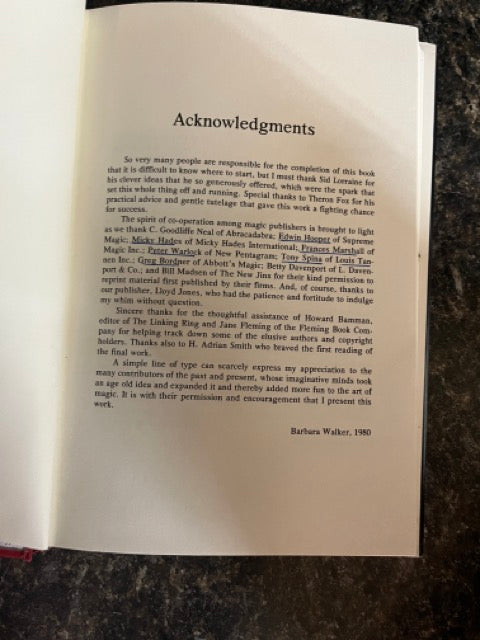 Acknowledgments
So very many people are responsible for the completion of this book
that it is difficult to know where to start, but I must thank Sid Lorraine for
his clever ideas that he so generously offered, which were the spark that
set this whole thing off and running. Special thanks to Theron Fox for his
practical advice and gentle tutelage that gave this work a fighting chance
for success.
The spirit of co-operation among magic publishers is brought to light
as we thank C. Goodliffe Neal of Abracadabra; Edwin Hooper of Supreme
Magic; Micky Hades of Micky Hades International; Frances Marshall of
Magic Inc.; Peter Warlock of New Pentagram; Tony Spina of Louis Tan-
nen Inc.; Greg Bordner of Abbott's Magic; Betty Davenport of L. Daven-
port & Co.; and Bill Madsen of The New Jinx for their kind permission to
reprint material first published by their firms. And, of course, thanks to
our publisher, Lloyd Jones, who had the patience and fortitude to indulge
my whim without question.
Sincere thanks for the thoughtful assistance of Howard Bamman,
editor of The Linking Ring and Jane Fleming of the Fleming Book Com-
pany for helping track down some of the elusive authors and copyright
holders. Thanks also to H. Adrian Smith who braved the first reading of
the final work.
A simple line of type can scarcely express my appreciation to the
many contributors of the past and present, whose imaginative minds took
an age old idea and expanded it and thereby added more fun to the art of
magic. It is with their permission and encouragement that I present this
work.
Barbara Walker, 1980